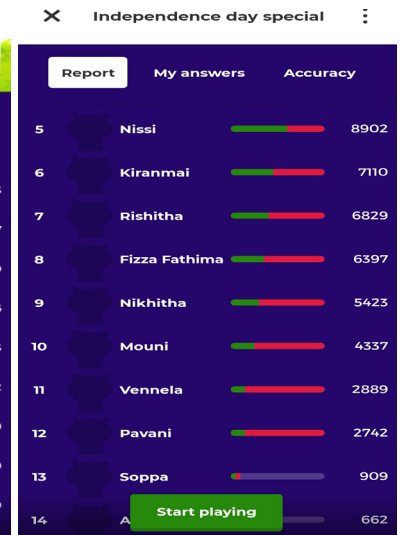 Independence day special
Report My answers Accuracy
5 Nissi 8902
6 Kiranmai 7110
7 Rishitha 6829
8 Fizza Fathima 6397
9 Nikhitha 5423
10 Mouni 4337
11 Vennela 2889
12 Pavani 2742
13 Soppa 909
Start playing
14 662